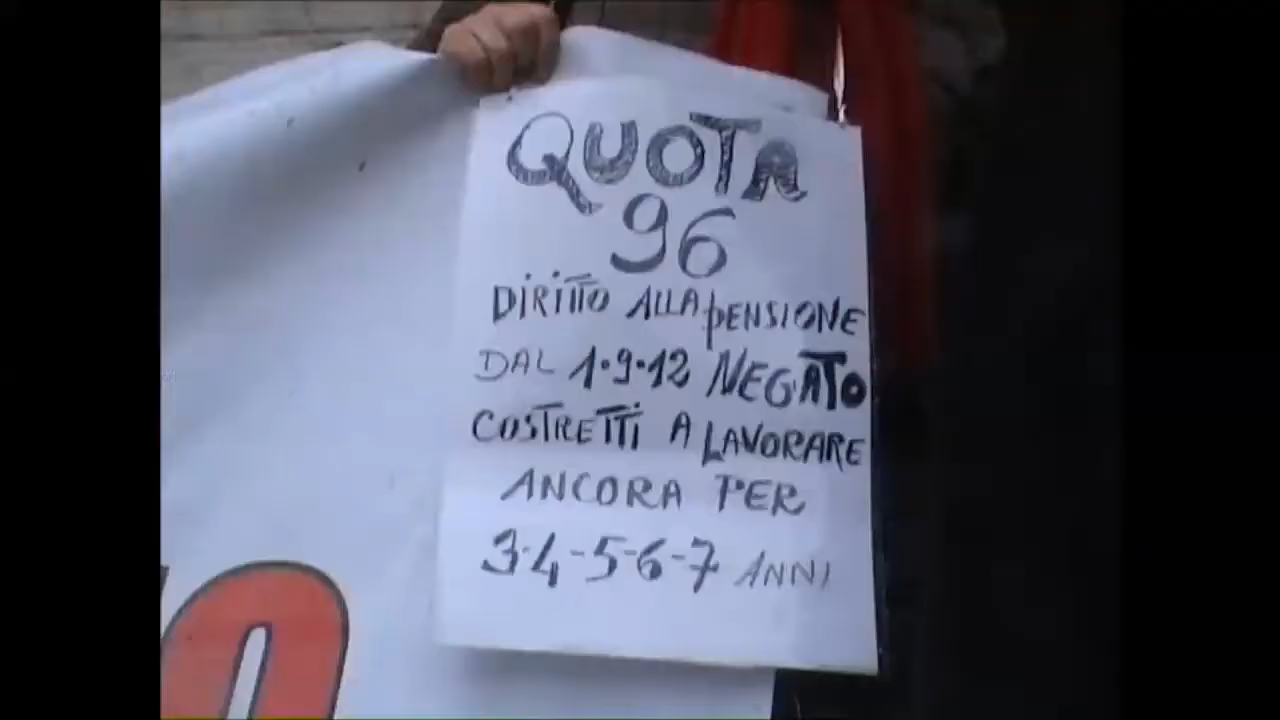 QUOTA
96
DIRITTO ALLA PENSIONE
DAL 1.9.12 NEGATO
COSTRETTI A LAVORARE
ANCORA PER
3-4-5-6-7 ANNI
O